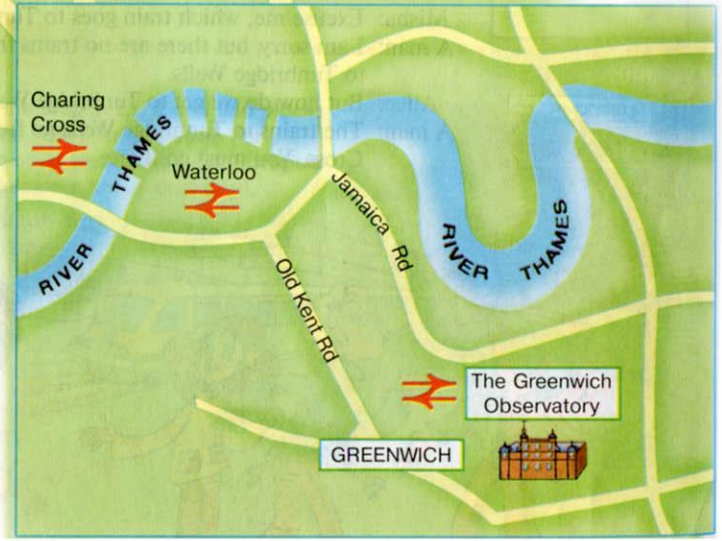 Charing
Cross
RIVER THAMES
Waterloo
Jamaica Rd
RIVER THAMES
Old Kent Rd
The Greenwich
Observatory
GREENWICH